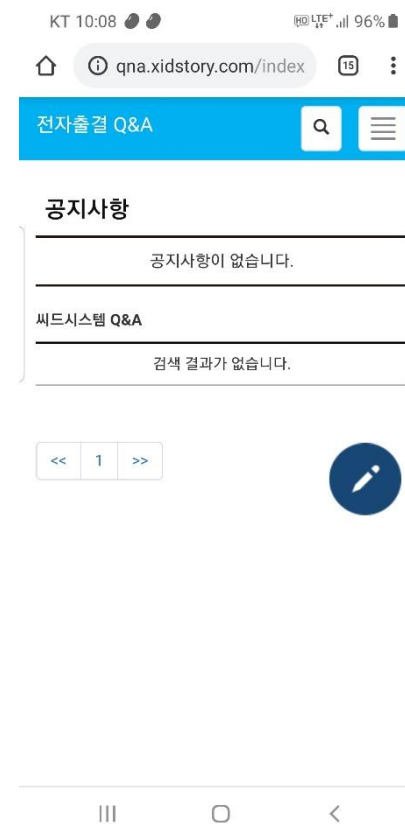 KT 10:08
HD LTE+ 96%
qna.xidstory.com/index 15
전자출결 Q&A
공지사항
공지사항이 없습니다.
씨드시스템 Q&A
검색 결과가 없습니다.
<< 1 >>